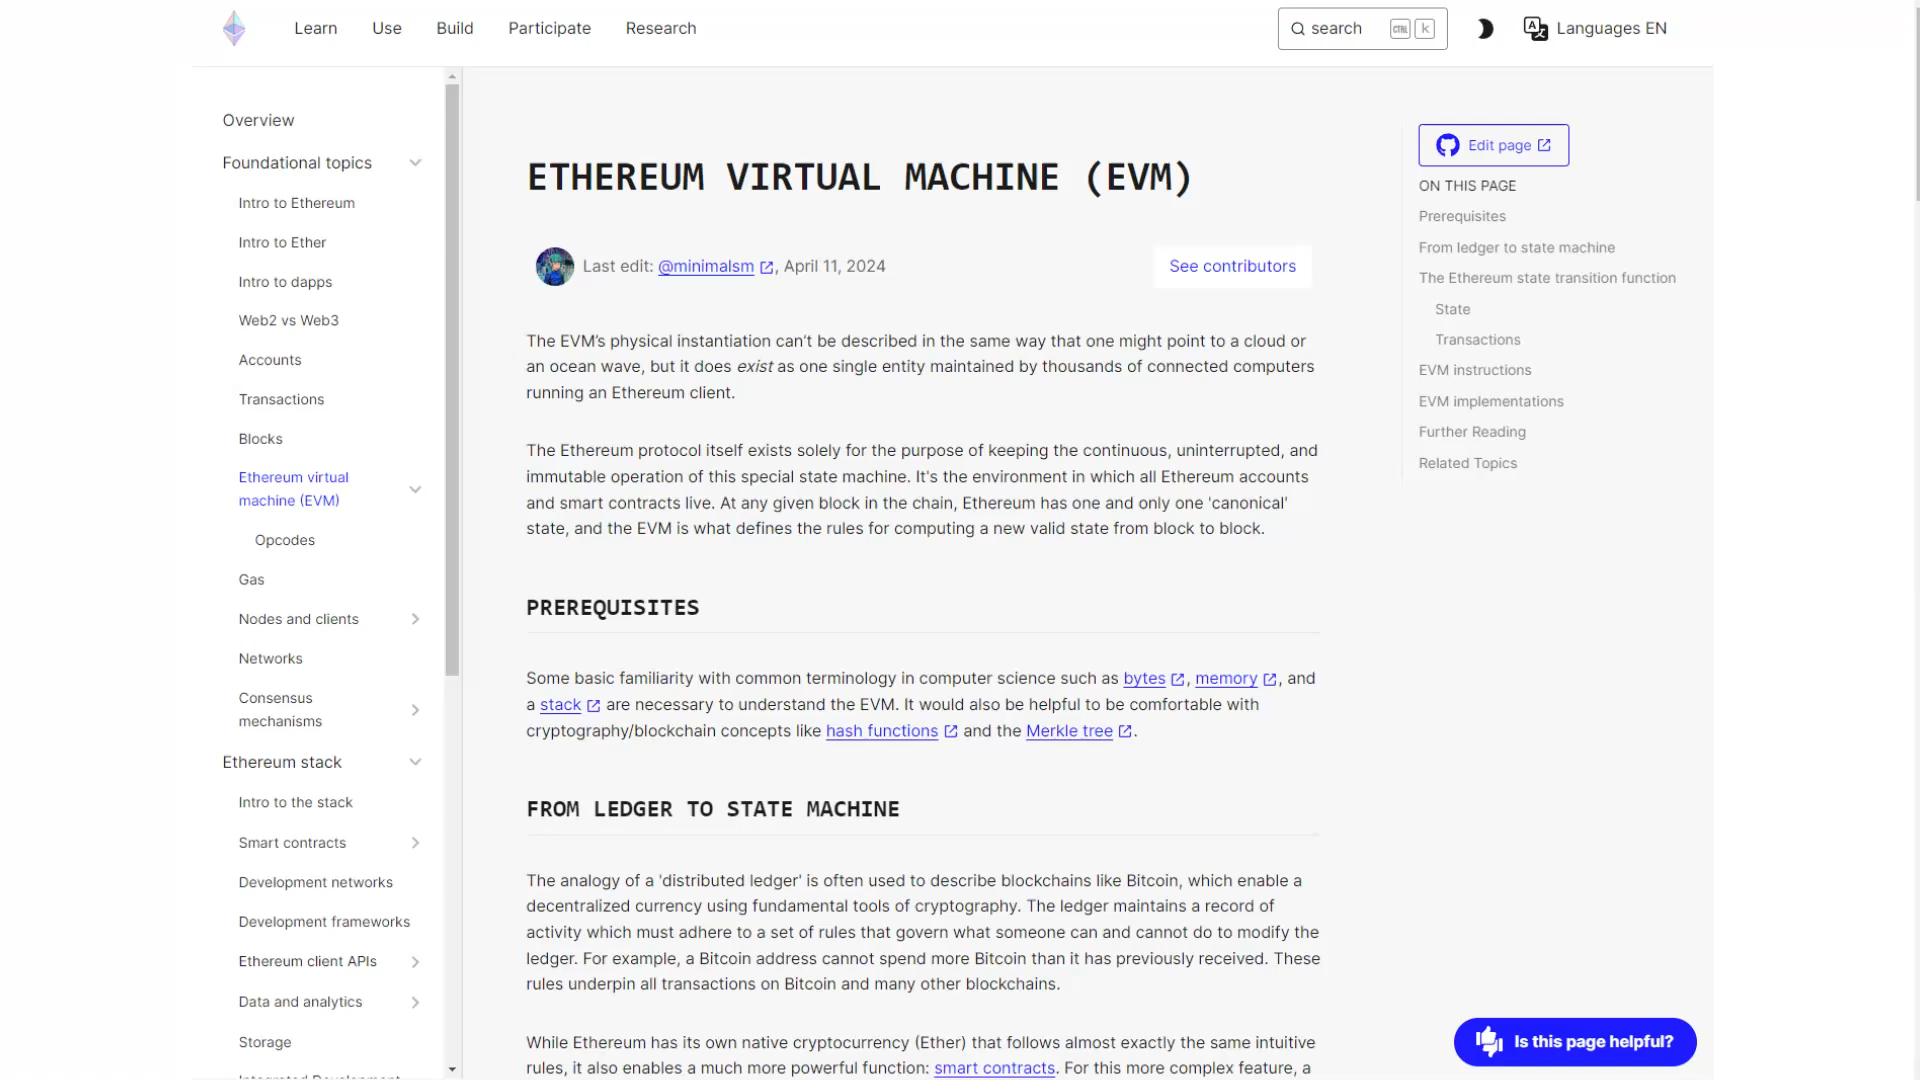 Learn Use Build Participate Research search CTRL k Languages EN
Overview
Foundational topics
Intro to Ethereum
Intro to Ether
Intro to dapps
Web2 vs Web3
Accounts
Transactions
Blocks
Ethereum virtual
machine (EVM)
Opcodes
Gas
Nodes and clients
Networks
Consensus
mechanisms
Ethereum stack
Intro to the stack
Smart contracts
Development networks
Development frameworks
Ethereum client APIs
Data and analytics
Storage
Integrated Development
ETHEREUM VIRTUAL MACHINE (EVM)
Last edit: @minimalsm, April 11, 2024
See contributors
The EVM’s physical instantiation can’t be described in the same way that one might point to a cloud or
an ocean wave, but it does exist as one single entity maintained by thousands of connected computers
running an Ethereum client.
The Ethereum protocol itself exists solely for the purpose of keeping the continuous, uninterrupted, and
immutable operation of this special state machine. It's the environment in which all Ethereum accounts
and smart contracts live. At any given block in the chain, Ethereum has one and only one 'canonical'
state, and the EVM is what defines the rules for computing a new valid state from block to block.
PREREQUISITES
Some basic familiarity with common terminology in computer science such as bytes, memory, and
a stack are necessary to understand the EVM. It would also be helpful to be comfortable with
cryptography/blockchain concepts like hash functions and the Merkle tree.
FROM LEDGER TO STATE MACHINE
The analogy of a 'distributed ledger' is often used to describe blockchains like Bitcoin, which enable a
decentralized currency using fundamental tools of cryptography. The ledger maintains a record of
activity which must adhere to a set of rules that govern what someone can and cannot do to modify the
ledger. For example, a Bitcoin address cannot spend more Bitcoin than it has previously received. These
rules underpin all transactions on Bitcoin and many other blockchains.
While Ethereum has its own native cryptocurrency (Ether) that follows almost exactly the same intuitive
rules, it also enables a much more powerful function: smart contracts. For this more complex feature, a
Edit page
ON THIS PAGE
Prerequisites
From ledger to state machine
The Ethereum state transition function
State
Transactions
EVM instructions
EVM implementations
Further Reading
Related Topics
Is this page helpful?